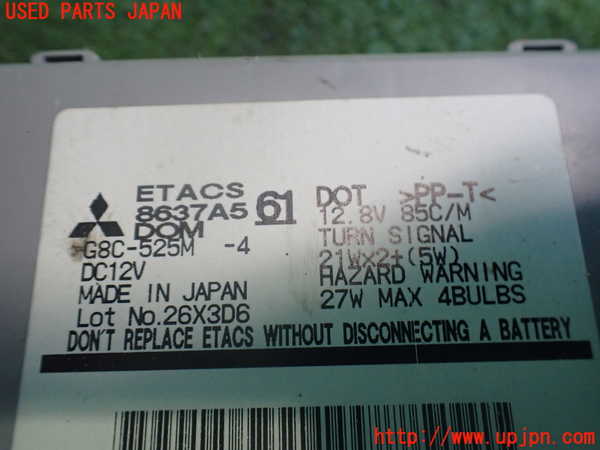 USED PARTS JAPAN
ETACS
8637A5 61
DOM
G8C-525M -4
DC12V
MADE IN JAPAN
Lot No.26X3D6
DOT >PP-T<
12.8V 85C/M
TURN SIGNAL
21W×2+(5W)
HAZARD WARNING
27W MAX 4BULBS
DON'T REPLACE ETACS WITHOUT DISCONNECTING A BATTERY
http://www.upjpn.com/